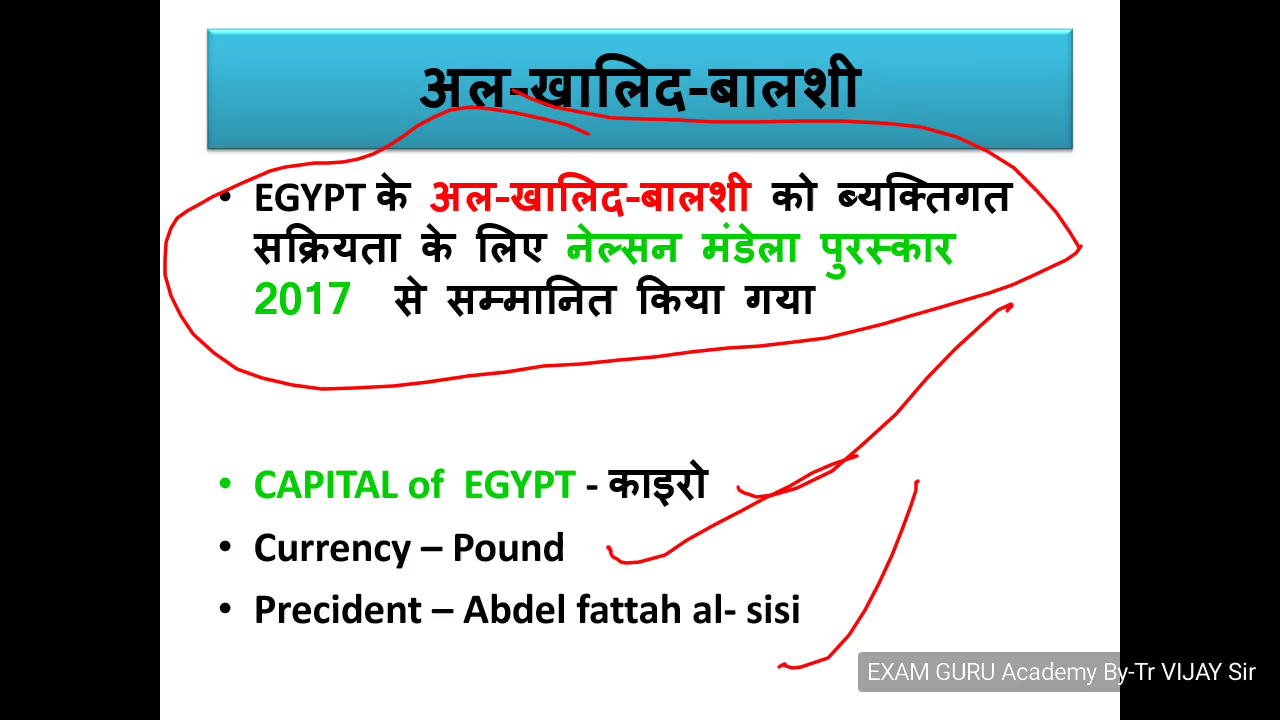 अल-खालिद-बालशी
• EGYPT के अल-खालिद-बालशी को ब्यक्तिगत
सक्रियता के लिए नेल्सन मंडेला पुरस्कार
2017 से सम्मानित किया गया
• CAPITAL of EGYPT - काइरो
• Currency – Pound
• Precident – Abdel fattah al- sisi
EXAM GURU Academy By-Tr VIJAY Sir